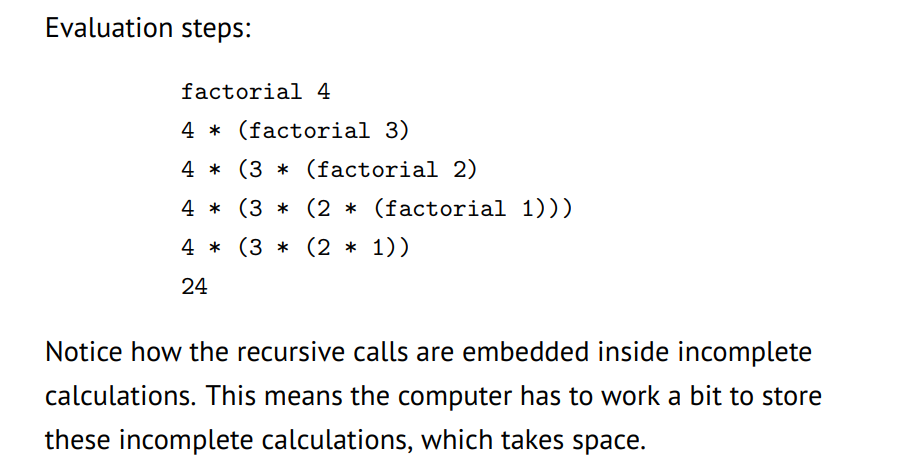 Evaluation steps:
factorial 4
4 * (factorial 3)
4 * (3 * (factorial 2)
4 * (3 * (2 * (factorial 1)))
4 * (3 * (2 * 1))
24
Notice how the recursive calls are embedded inside incomplete
calculations. This means the computer has to work a bit to store
these incomplete calculations, which takes space.